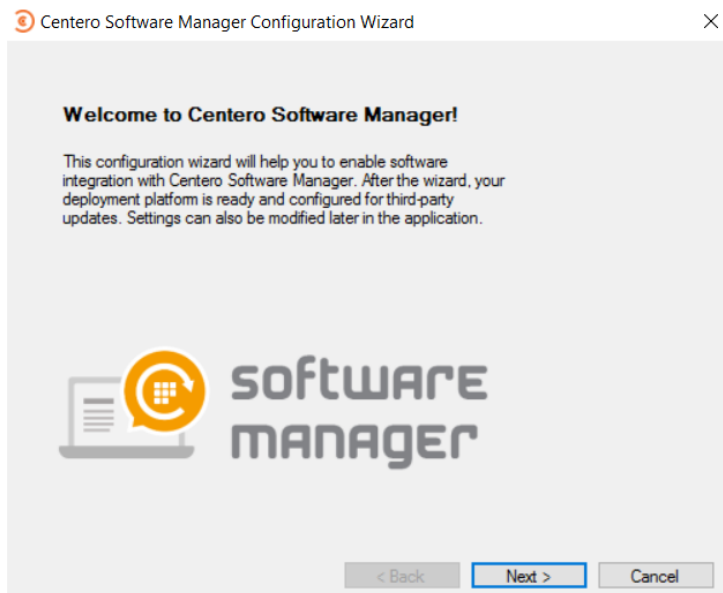 Centero Software Manager Configuration Wizard
Welcome to Centero Software Manager!
This configuration wizard will help you to enable software
integration with Centero Software Manager. After the wizard, your
deployment platform is ready and configured for third-party
updates. Settings can also be modified later in the application.
software
manager
< Back
Next >
Cancel